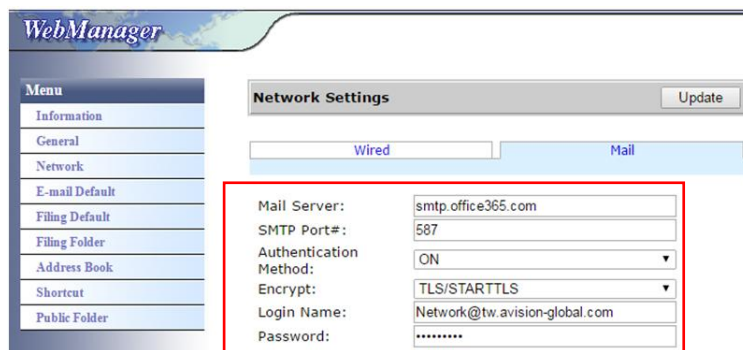 WebManager
Menu
Information
General
Network
E-mail Default
Filing Default
Filing Folder
Address Book
Shortcut
Public Folder
Network Settings Update
Wired Mail
Mail Server: smtp.office365.com
SMTP Port#: 587
Authentication
Method: ON
Encrypt: TLS/STARTTLS
Login Name: Network@tw.avision-global.com
Password: •••••••••